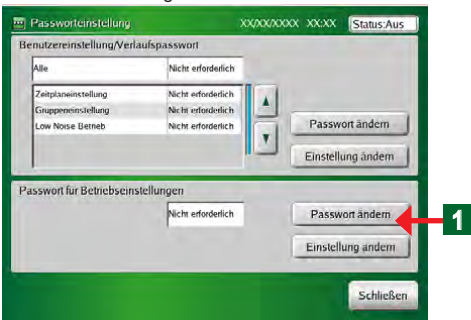 Passworteinstellung XX/XX/XXXX XX:XX Status:Aus
Benutzereinstellung/Verlaufspasswort
Alle Nicht erforderlich
Zeitplaneinstellung Nicht erforderlich
Gruppeneinstellung Nicht erforderlich
Low Noise Betrieb Nicht erforderlich
Passwort ändern
Einstellung ändern
Passwort für Betriebseinstellungen
Nicht erforderlich Passwort ändern 1
Einstellung ändern
Schließen